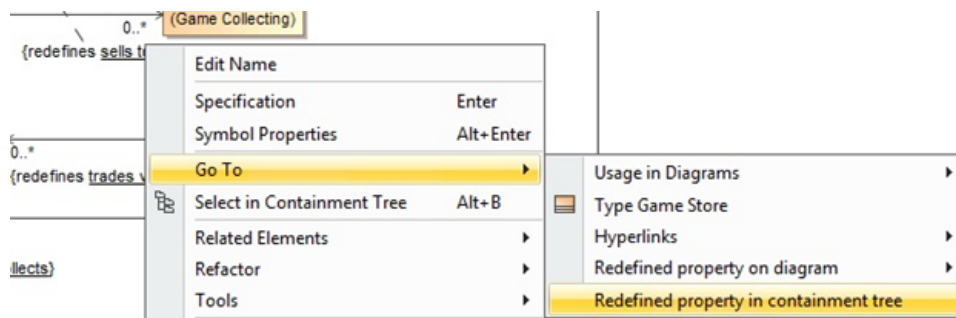 (Game Collecting)
0..*
{redefines sells
Edit Name
Specification Enter
Symbol Properties Alt+Enter
0..*
{redefines trades
Go To
Usage in Diagrams
Select in Containment Tree Alt+B
Type Game Store
Related Elements
Hyperlinks
llects}
Refactor
Redefined property on diagram
Tools
Redefined property in containment tree